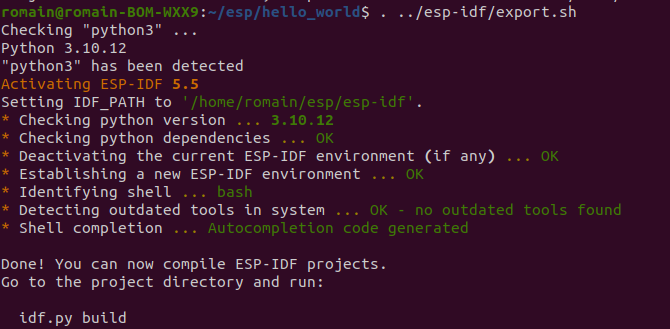 romain@romain-BOM-WXX9:~/esp/hello_world$ . ../esp-idf/export.sh
Checking "python3" ...
Python 3.10.12
"python3" has been detected
Activating ESP-IDF 5.5
Setting IDF_PATH to '/home/romain/esp/esp-idf'.
* Checking python version ... 3.10.12
* Checking python dependencies ... OK
* Deactivating the current ESP-IDF environment (if any) ... OK
* Establishing a new ESP-IDF environment ... OK
* Identifying shell ... bash
* Detecting outdated tools in system ... OK - no outdated tools found
* Shell completion ... Autocompletion code generated
Done! You can now compile ESP-IDF projects.
Go to the project directory and run:
idf.py build